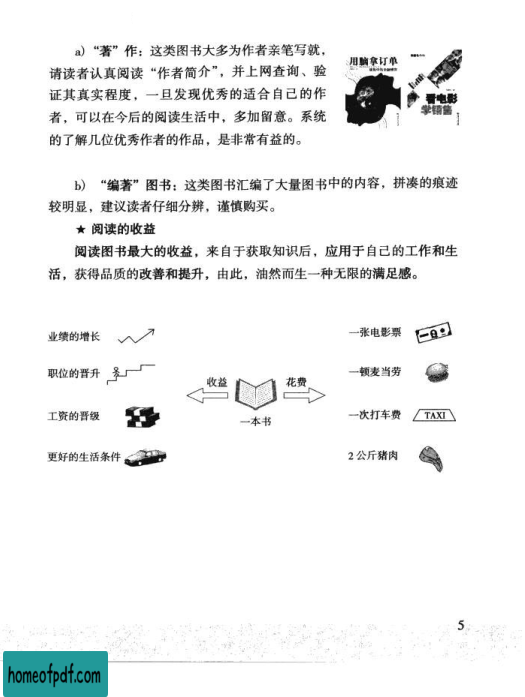 a）“著”作：这类图书大多为作者亲笔写就，
请读者认真阅读“作者简介”，并上网查询、验
证其真实程度，一旦发现优秀的适合自己的作
者，可以在今后的阅读生活中，多加留意。系统
的了解几位优秀作者的作品，是非常有益的。
用脑拿订单
看电影
学销售
b）“编著”图书：这类图书汇编了大量图书中的内容，拼凑的痕迹
较明显，建议读者仔细分辨，谨慎购买。
★ 阅读的收益
阅读图书最大的收益，来自于获取知识后，应用于自己的工作和生
活，获得品质的改善和提升，由此，油然而生一种无限的满足感。
业绩的增长
职位的晋升
工资的晋级
更好的生活条件
收益
花费
一本书
一张电影票
一顿麦当劳
一次打车费
TAXI
2 公斤猪肉
5
homeofpdf.com